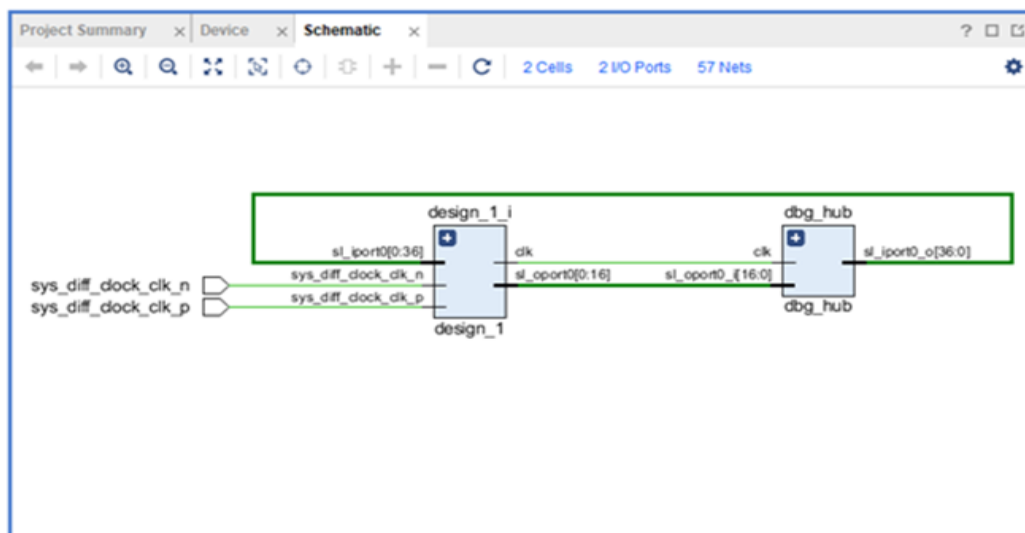 Project Summary × Device × Schematic × ?
2 Cells 2 I/O Ports 57 Nets
design_1_i dbg_hub
sl_iport0[0:36] clk clk sl_iport0_o[36:0]
sys_diff_clock_clk_n sys_diff_clock_clk_n sl_oport0[0:16] sl_oport0_i[16:0]
sys_diff_clock_clk_p sys_diff_clock_clk_p dbg_hub
design_1